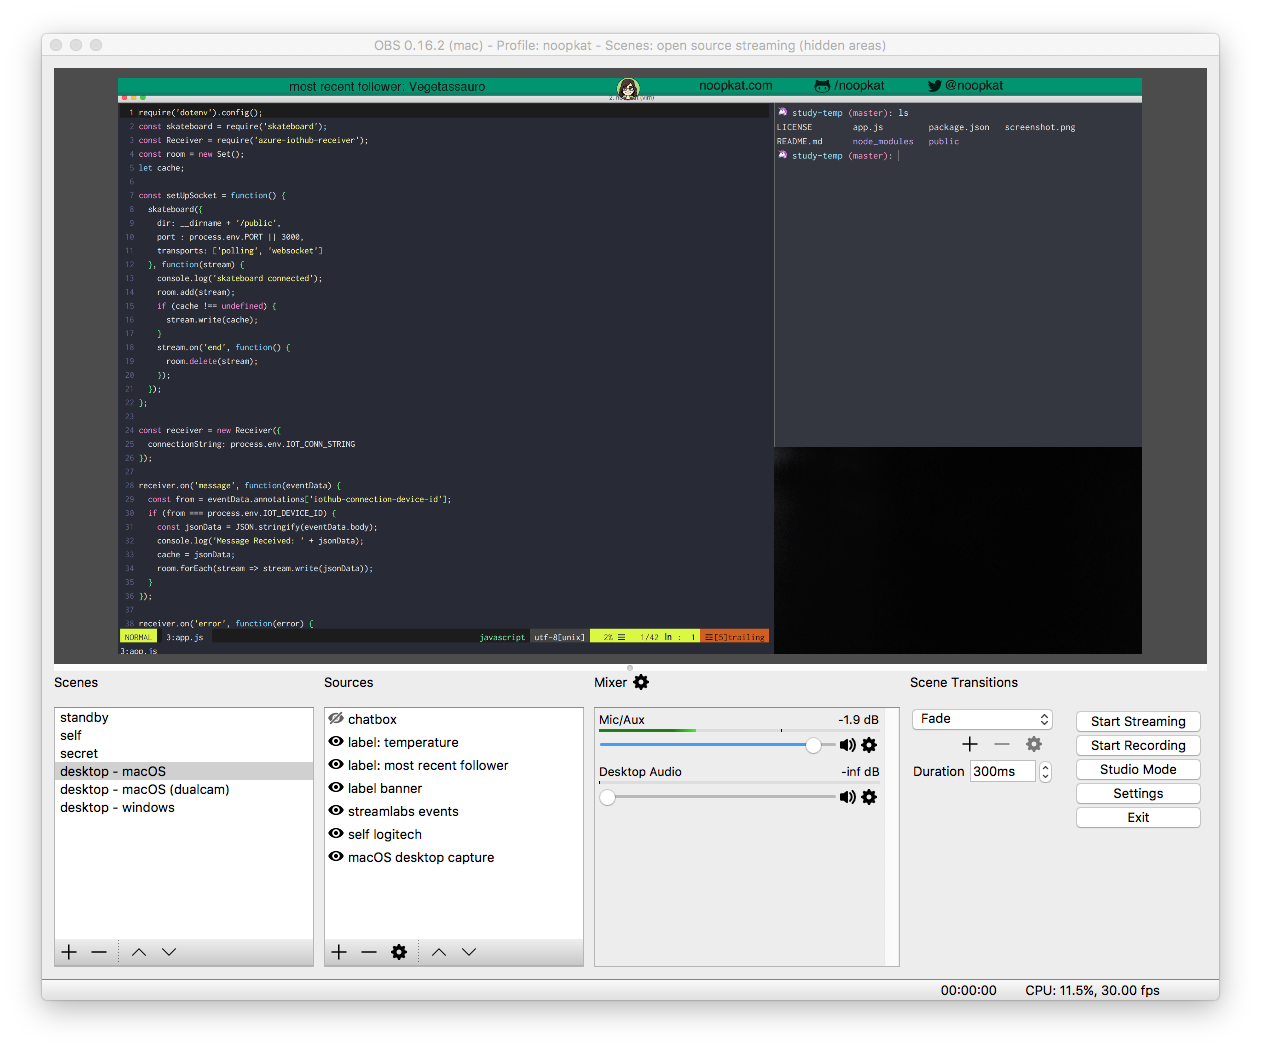 OBS 0.16.2 (mac) - Profile: noopkat - Scenes: open source streaming (hidden areas)
most recent follower: Vegetassauro
noopkat.com
/noopkat
@noopkat
1 require('dotenv').config();
2 const skateboard = require('skateboard');
3 const Receiver = require('azure-iothub-receiver');
4 const room = new Set();
5 let cache;
6
7 const setUpSocket = function() {
8 skateboard({
9 dir: __dirname + '/public',
10 port : process.env.PORT || 3000,
11 transports: ['polling', 'websocket']
12 }, function(stream) {
13 console.log('skateboard connected');
14 room.add(stream);
15 if (cache !== undefined) {
16 stream.write(cache);
17 }
18 stream.on('end', function() {
19 room.delete(stream);
20 });
21 });
22 };
23
24 const receiver = new Receiver({
25 connectionString: process.env.IOT_CONN_STRING
26 });
27
28 receiver.on('message', function(eventData) {
29 const from = eventData.annotations['iothub-connection-device-id'];
30 if (from === process.env.IOT_DEVICE_ID) {
31 const jsonData = JSON.stringify(eventData.body);
32 console.log('Message Received: ' + jsonData);
33 cache = jsonData;
34 room.forEach(stream => stream.write(jsonData));
35 }
36 });
37
38 receiver.on('error', function(error) {
NORMAL 3:app.js javascript utf-8[unix] 2% ☰ 1/42 ln : 1 ☲[5]trailing
3:app.js
study-temp (master): ls
LICENSE app.js package.json screenshot.png
README.md node_modules public
study-temp (master):
Scenes
standby
self
secret
desktop - macOS
desktop - macOS (dualcam)
desktop - windows
Sources
chatbox
label: temperature
label: most recent follower
label banner
streamlabs events
self logitech
macOS desktop capture
Mixer
Mic/Aux -1.9 dB
Desktop Audio -inf dB
Scene Transitions
Fade
Duration 300ms
Start Streaming
Start Recording
Studio Mode
Settings
Exit
00:00:00 CPU: 11.5%, 30.00 fps